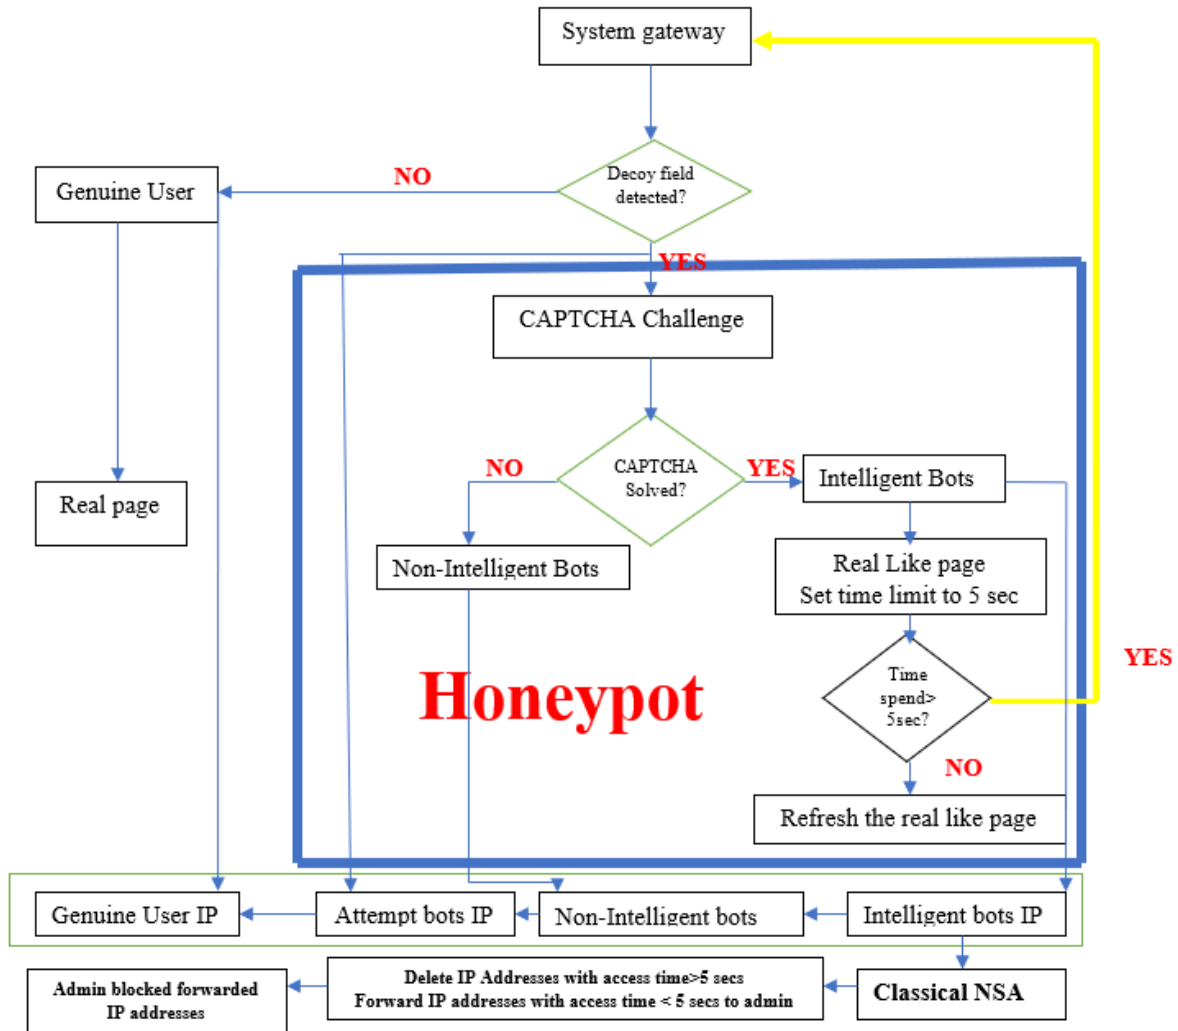 System gateway
Decoy field
detected?
NO
Genuine User
YES
CAPTCHA Challenge
Real page
NO
CAPTCHA
Solved?
YES
Intelligent Bots
Non-Intelligent Bots
Real Like page
Set time limit to 5 sec
Time
spend>
5sec?
YES
Honeypot
NO
Refresh the real like page
Genuine User IP
Attempt bots IP
Non-Intelligent bots
Intelligent bots IP
Admin blocked forwarded
IP addresses
Delete IP Addresses with access time>5 secs
Forward IP addresses with access time < 5 secs to admin
Classical NSA